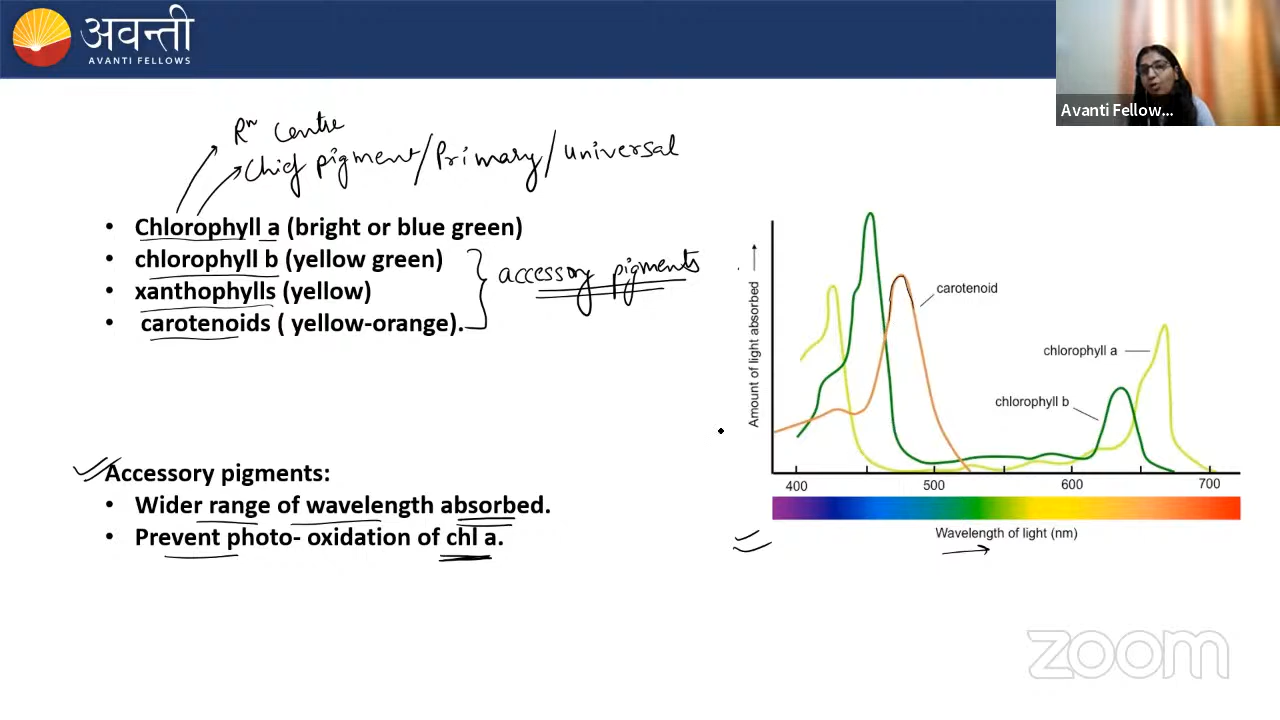 अवन्ती
AVANTI FELLOWS
Avanti Fellow...
Rⁿ Centre
Chief pigment/Primary/universal
• Chlorophyll a (bright or blue green)
• chlorophyll b (yellow green)
• xanthophylls (yellow)
• carotenoids ( yellow-orange).
accessory pigments
Accessory pigments:
• Wider range of wavelength absorbed.
• Prevent photo- oxidation of chl a.
Amount of light absorbed
carotenoid
chlorophyll a
chlorophyll b
400 500 600 700
Wavelength of light (nm)
zoom